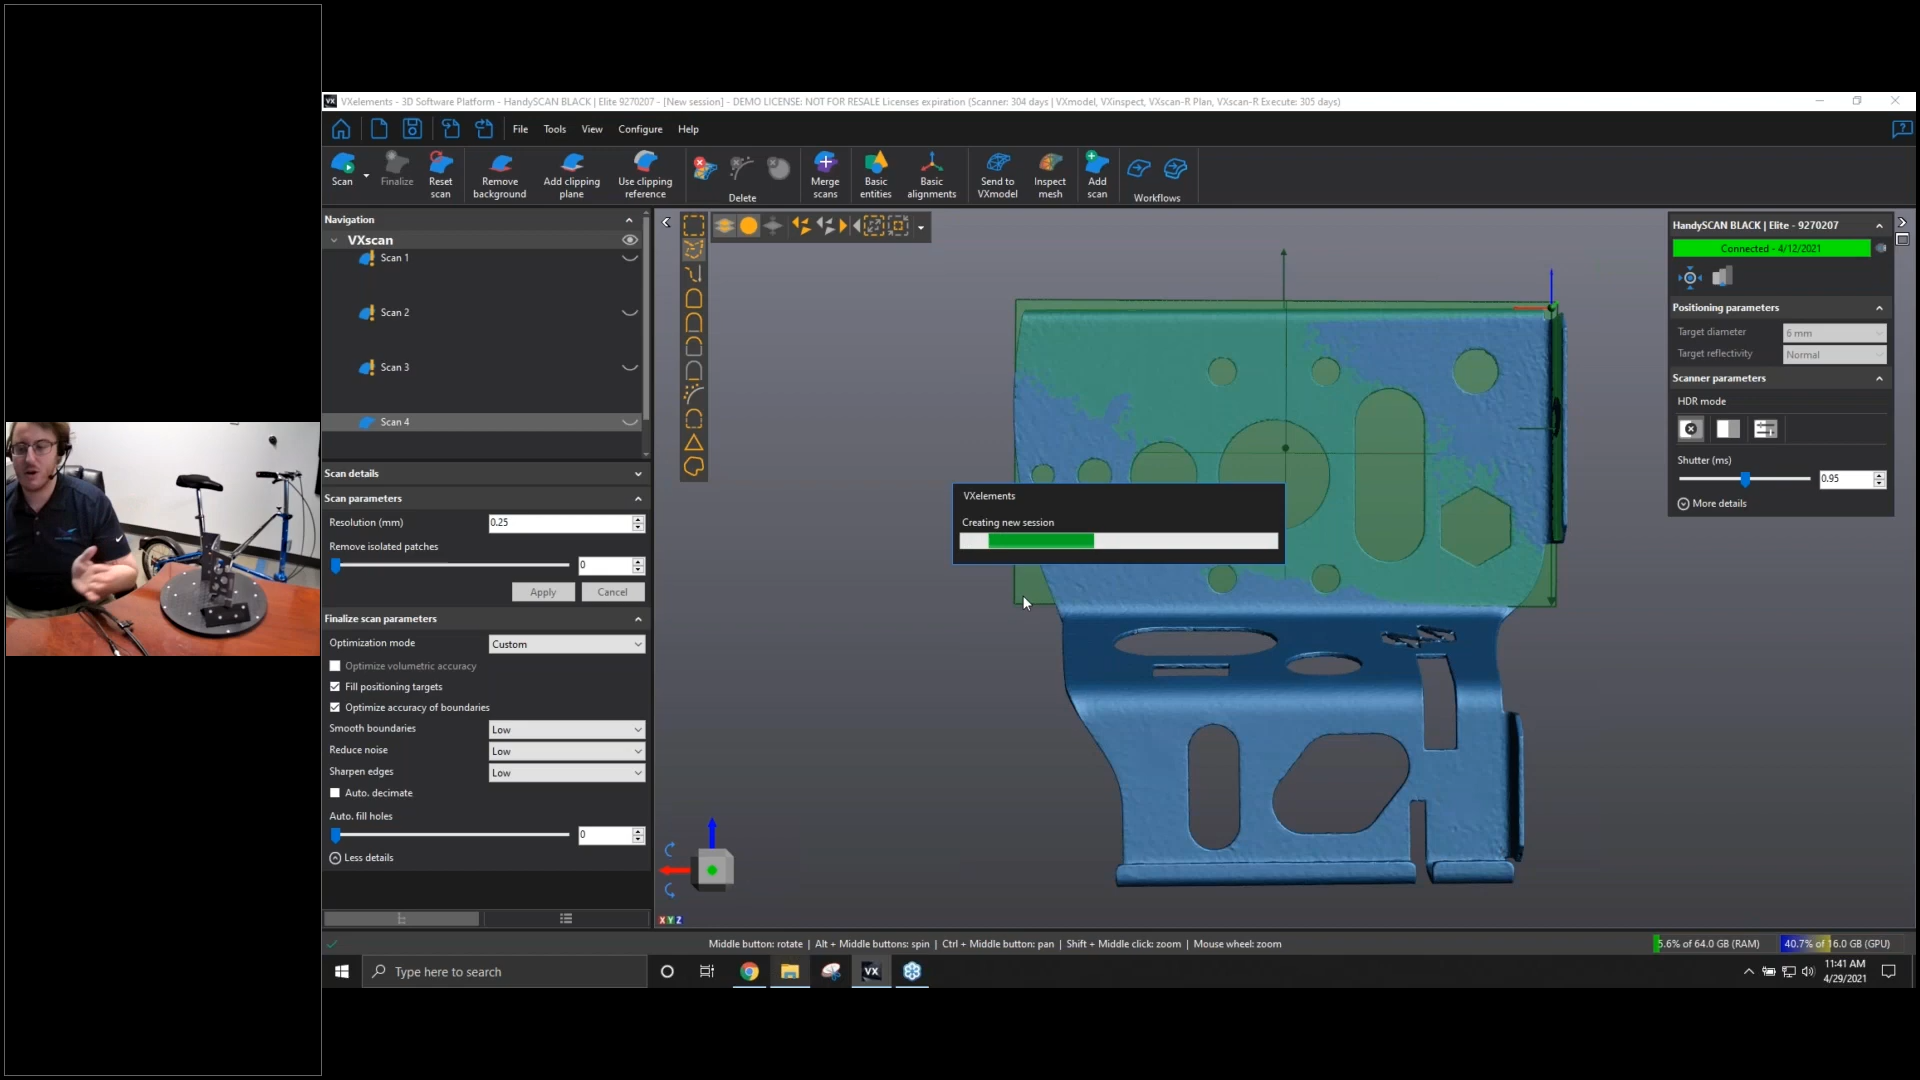 VXelements - 3D Software Platform - HandySCAN BLACK | Elite 9270207 - [New session] - DEMO LICENSE: NOT FOR RESALE Licenses expiration (Scanner: 304 days | VXmodel, VXinspect, VXscan-R Plan, VXscan-R Execute: 305 days)
File Tools View Configure Help
Scan
Finalize
Reset
scan
Remove
background
Add clipping
plane
Use clipping
reference
Delete
Merge
scans
Basic
entities
Basic
alignments
Send to
VXmodel
Inspect
mesh
Add
scan
Workflows
Navigation
VXscan
Scan 1
Scan 2
Scan 3
Scan 4
Scan details
Scan parameters
Resolution (mm) 0.25
Remove isolated patches
0
Apply Cancel
Finalize scan parameters
Optimization mode Custom
Optimize volumetric accuracy
Fill positioning targets
Optimize accuracy of boundaries
Smooth boundaries Low
Reduce noise Low
Sharpen edges Low
Auto. decimate
Auto. fill holes
0
Less details
VXelements
Creating new session
X Y Z
HandySCAN BLACK | Elite - 9270207
Connected - 4/12/2021
Positioning parameters
Target diameter 6 mm
Target reflectivity Normal
Scanner parameters
HDR mode
Shutter (ms)
0.95
More details
Middle button: rotate | Alt + Middle buttons: spin | Ctrl + Middle button: pan | Shift + Middle click: zoom | Mouse wheel: zoom
5.6% of 64.0 GB (RAM) 40.7% of 16.0 GB (GPU)
Type here to search
VX
11:41 AM
4/29/2021